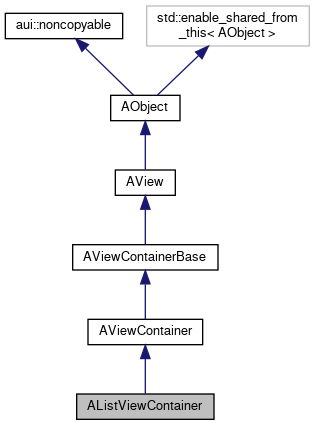 aui::noncopyable
std::enable_shared_from
_this< AObject >
AObject
AView
AViewContainerBase
AViewContainer
AListViewContainer